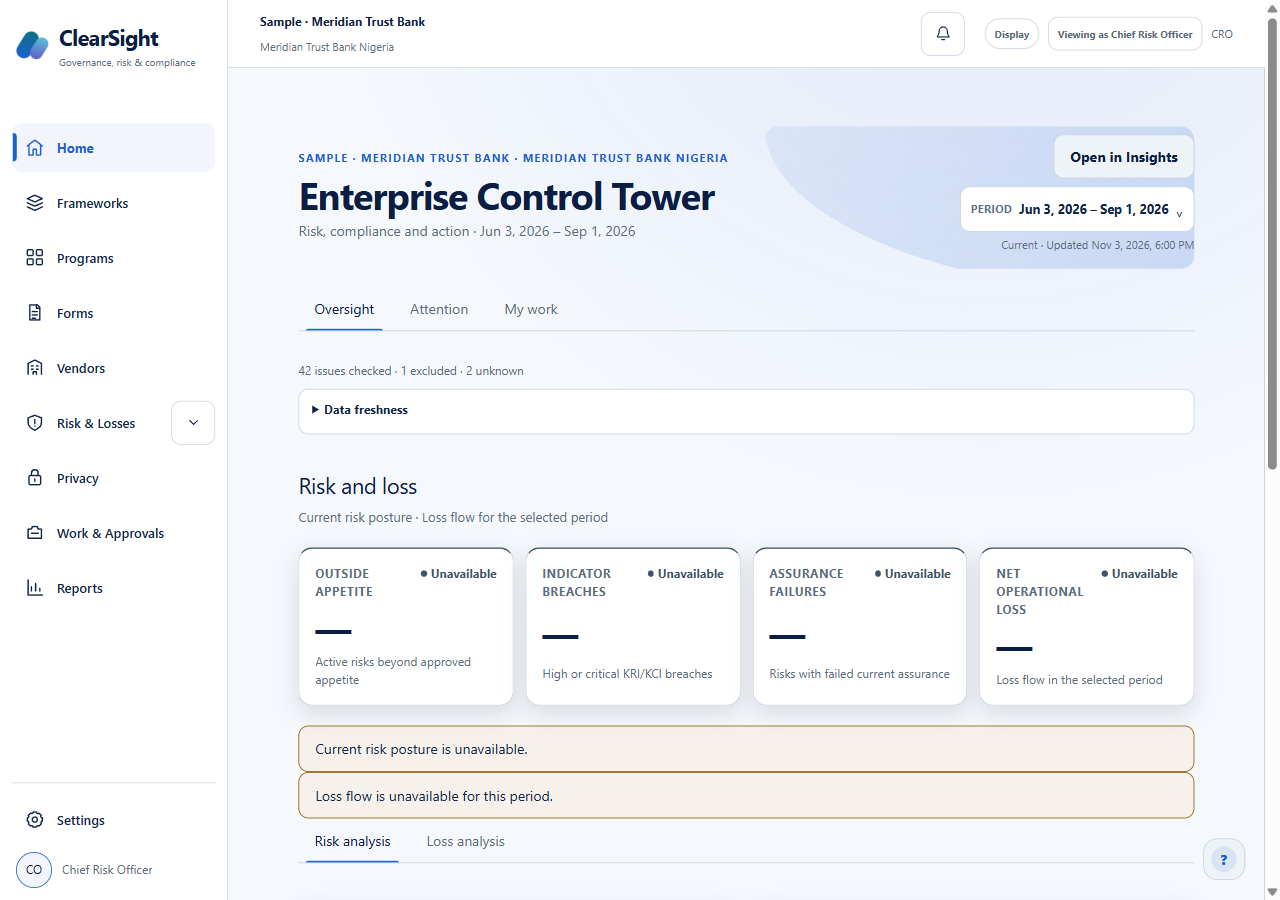 ClearSight
Governance, risk & compliance
Home
Frameworks
Programs
Forms
Vendors
Risk & Losses
Privacy
Work & Approvals
Reports
Settings
CO
Chief Risk Officer
Sample · Meridian Trust Bank
Meridian Trust Bank Nigeria
Display
Viewing as Chief Risk Officer
CRO
SAMPLE · MERIDIAN TRUST BANK · MERIDIAN TRUST BANK NIGERIA
Enterprise Control Tower
Risk, compliance and action · Jun 3, 2026 – Sep 1, 2026
Open in Insights
PERIOD Jun 3, 2026 – Sep 1, 2026 v
Current · Updated Nov 3, 2026, 6:00 PM
Oversight
Attention
My work
42 issues checked · 1 excluded · 2 unknown
Data freshness
Risk and loss
Current risk posture · Loss flow for the selected period
OUTSIDE
APPETITE
Unavailable
—
Active risks beyond approved
appetite
INDICATOR
BREACHES
Unavailable
—
High or critical KRI/KCI breaches
ASSURANCE
FAILURES
Unavailable
—
Risks with failed current assurance
NET
OPERATIONAL
LOSS
Unavailable
—
Loss flow in the selected period
Current risk posture is unavailable.
Loss flow is unavailable for this period.
Risk analysis
Loss analysis
?